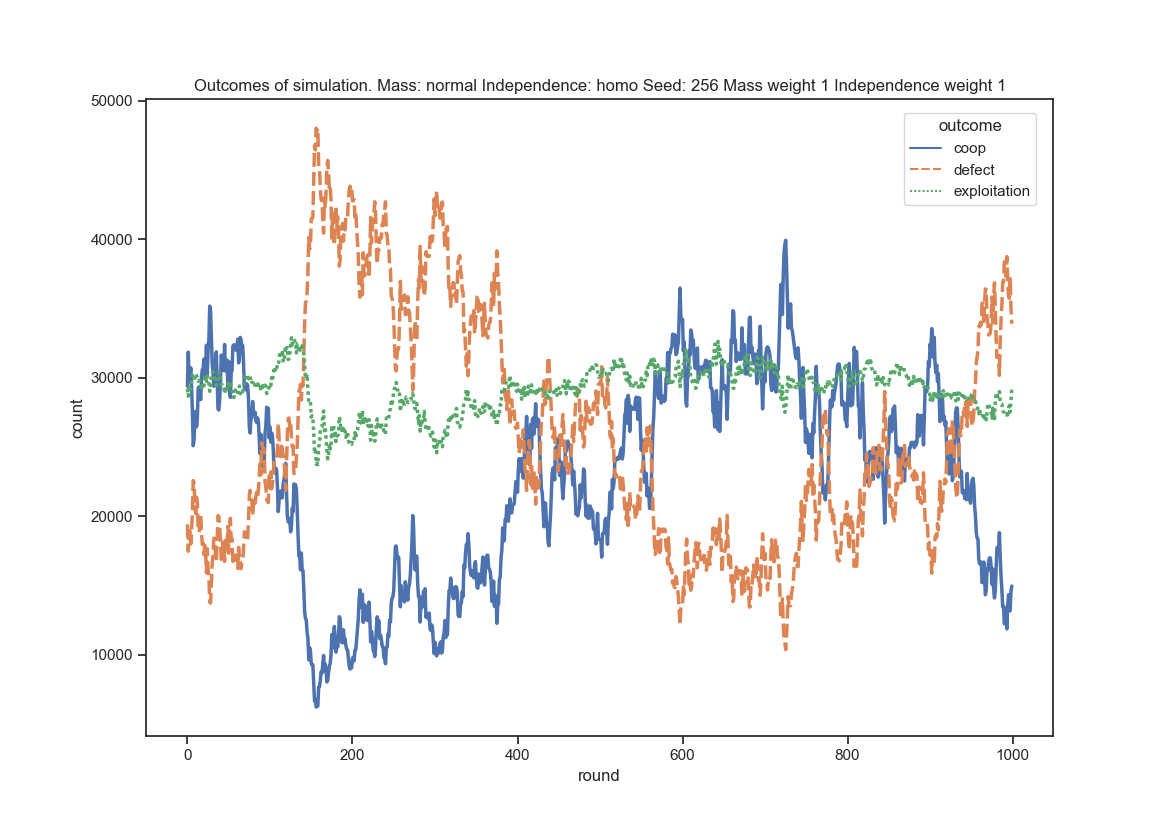 Outcomes of simulation. Mass: normal Independence: homo Seed: 256 Mass weight 1 Independence weight 1
outcome
coop
defect
exploitation
50000
40000
30000
20000
10000
count
0
200
400
600
800
1000
round